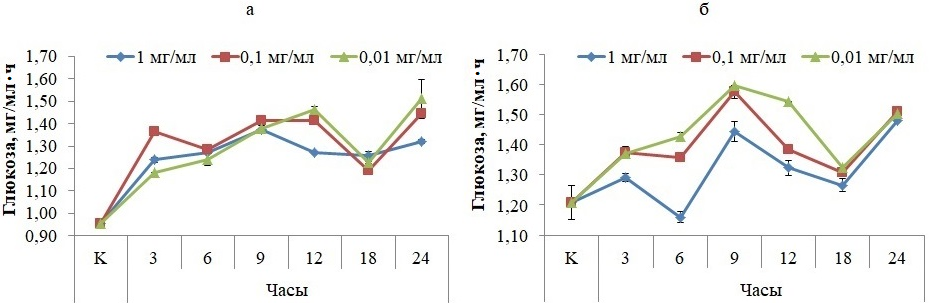 а
1 мг/мл 0,1 мг/мл 0,01 мг/мл
Глюкоза, мг/мл·ч
1,70
1,60
1,50
1,40
1,30
1,20
1,10
1,00
0,90
К 3 6 9 12 18 24
Часы
б
1 мг/мл 0,1 мг/мл 0,01 мг/мл
Глюкоза, мг/мл·ч
1,70
1,60
1,50
1,40
1,30
1,20
1,10
К 3 6 9 12 18 24
Часы